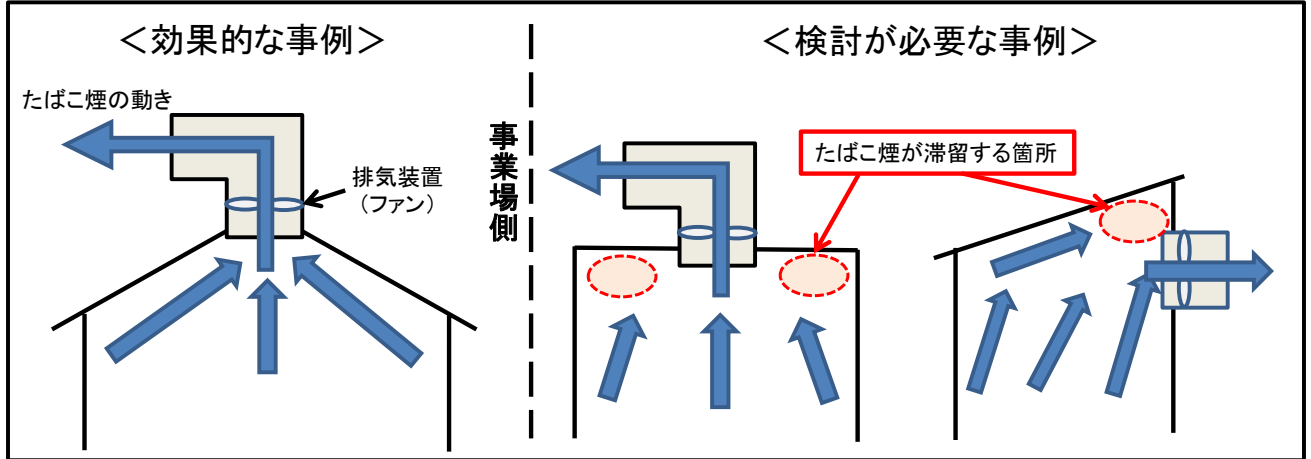 ＜効果的な事例＞
たばこ煙の動き
排気装置
（ファン）
事業場側
＜検討が必要な事例＞
たばこ煙が滞留する箇所